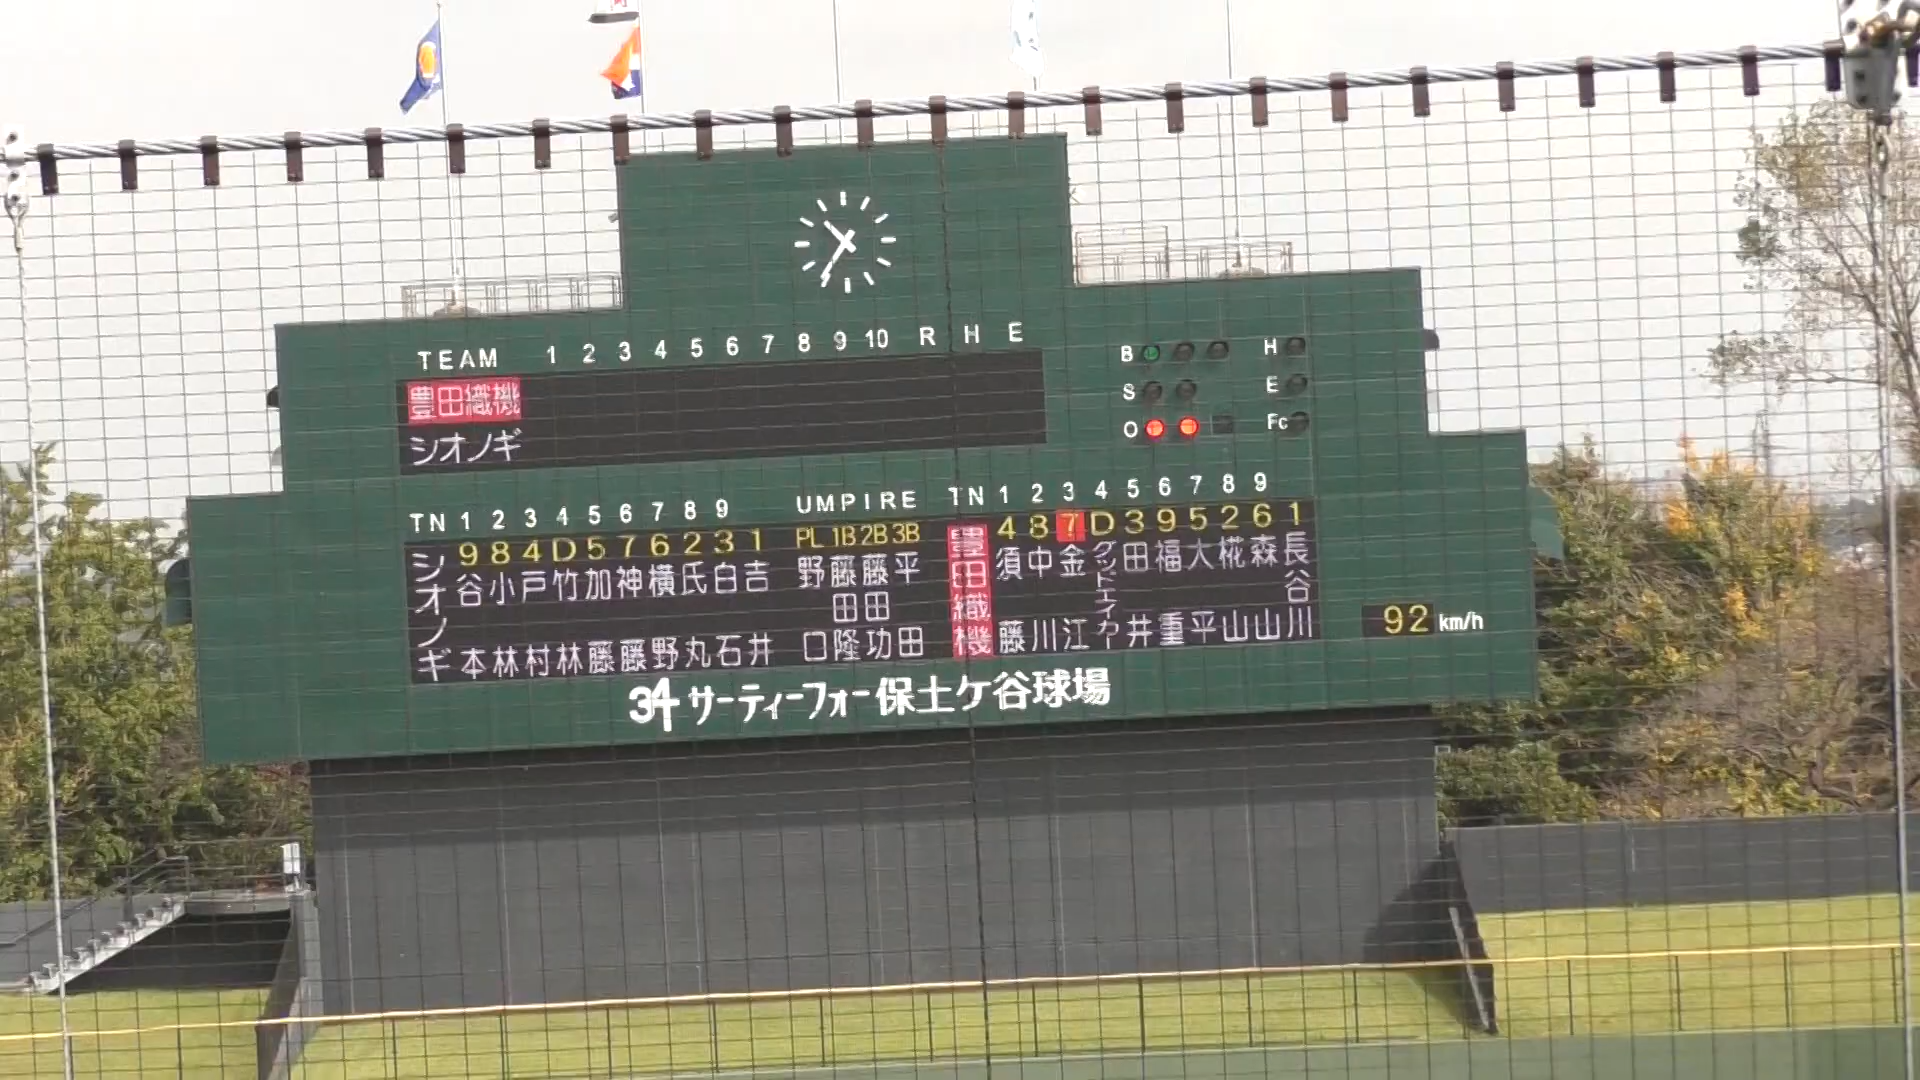 TEAM 1 2 3 4 5 6 7 8 9 10 R H E
豊田織機
シオノギ
B H
S E
O Fc
TN 1 2 3 4 5 6 7 8 9 UMPIRE TN 1 2 3 4 5 6 7 8 9
シオノギ
9 8 4 D 5 7 6 2 3 1
谷本
小林
戸村
竹林
加藤
神藤
横野
氏丸
白石
吉井
PL 1B 2B 3B
野口
藤田隆
藤田功
平田
豊田織機
4 8 7 D 3 9 5 2 6 1
須藤
中川
金江
グッドエイカー
田井
福重
大平
椛山
森山
長谷川
92 km/h
34 サーティーフォー保土ケ谷球場